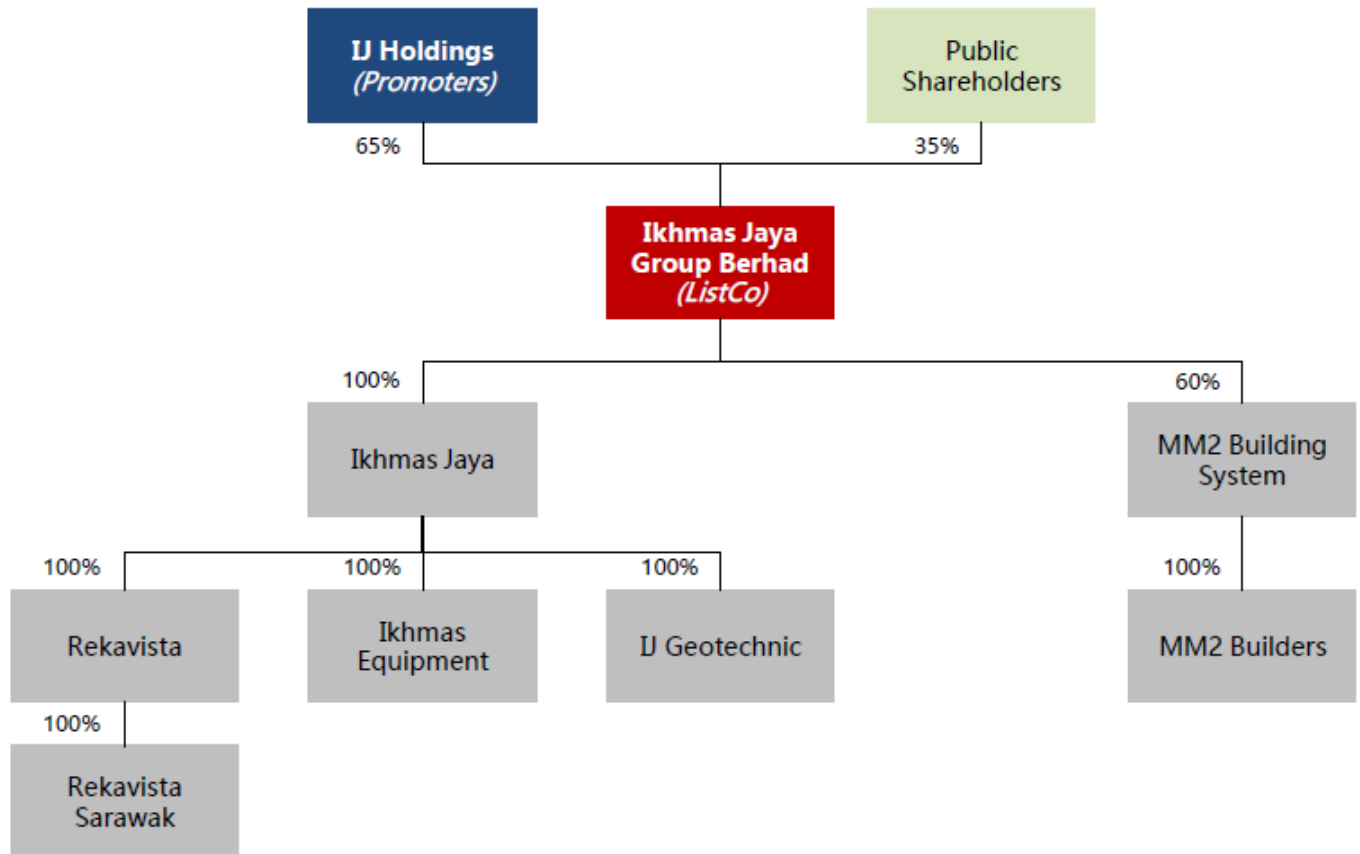 IJ Holdings
(Promoters)
Public
Shareholders
65%
35%
Ikhmas Jaya
Group Berhad
(ListCo)
100%
60%
Ikhmas Jaya
MM2 Building
System
100%
100%
100%
100%
Rekavista
Ikhmas
Equipment
IJ Geotechnic
MM2 Builders
100%
Rekavista
Sarawak